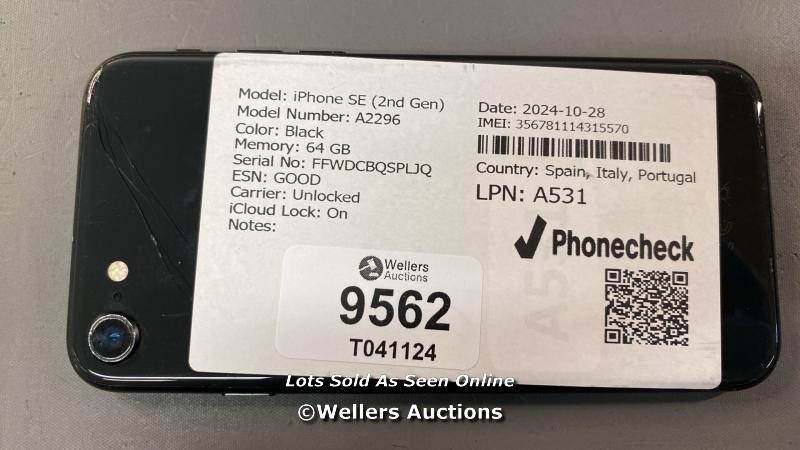 Model: iPhone SE (2nd Gen)
Model Number: A2296
Color: Black
Memory: 64 GB
Serial No: FFWDCBQSPLJQ
ESN: GOOD
Carrier: Unlocked
iCloud Lock: On
Notes:
Date: 2024-10-28
IMEI: 356781114315570
Country: Spain, Italy, Portugal
LPN: A531
Phonecheck
Wellers
Auctions
9562
T041124
Lots Sold As Seen Online
©Wellers Auctions